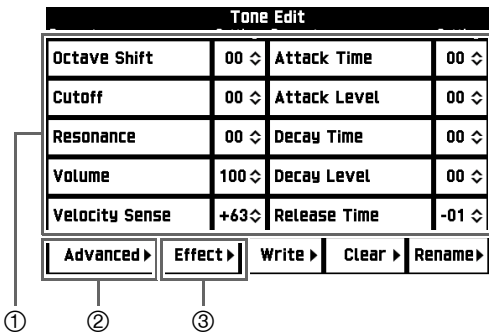 Tone Edit
Octave Shift 00 Attack Time 00
Cutoff 00 Attack Level 00
Resonance 00 Decay Time 00
Volume 100 Decay Level 00
Velocity Sense +63 Release Time -01
Advanced Effect Write Clear Rename
① ② ③